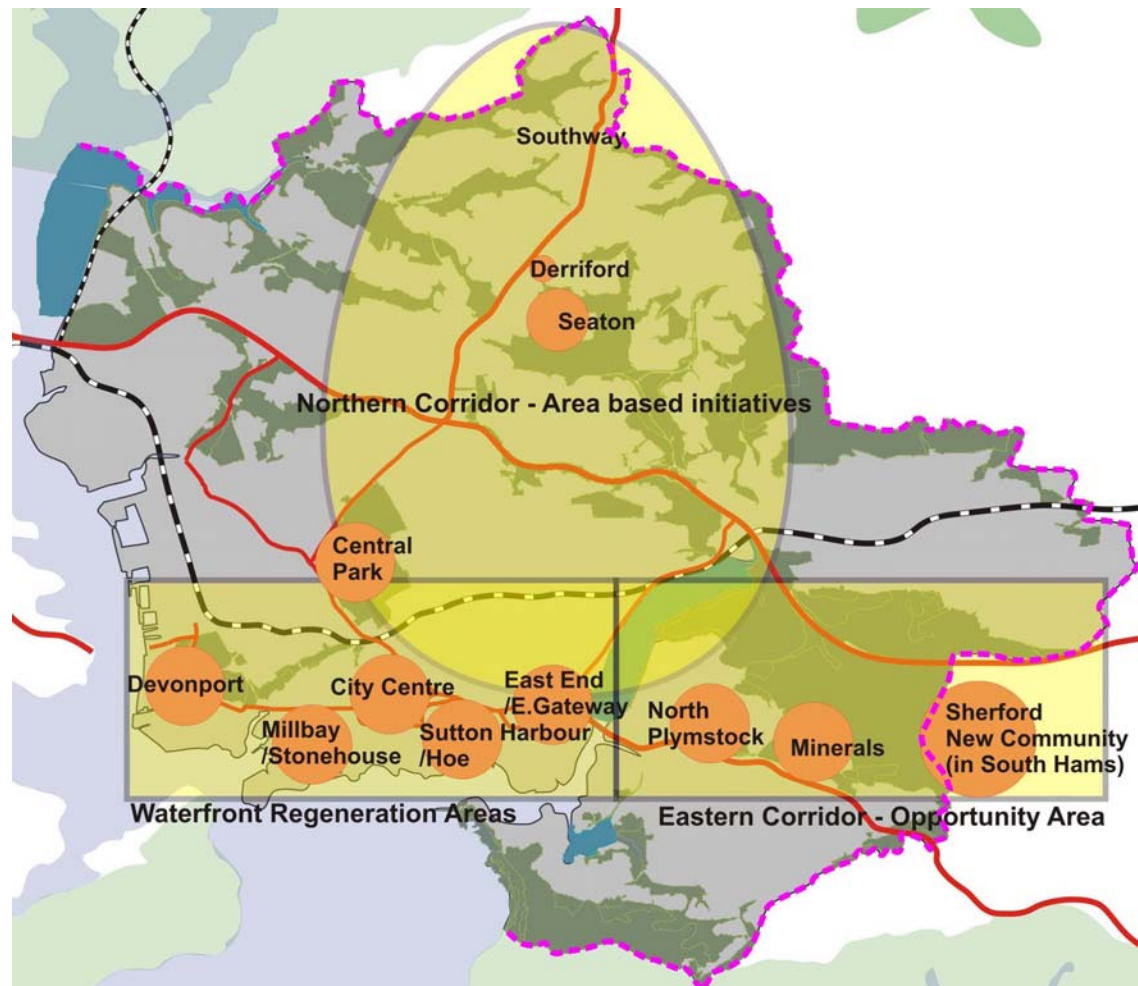 Southway
Derriford
Seaton
Northern Corridor - Area based initiatives
Central
Park
Devonport
City Centre
East End
/E.Gateway
Millbay
/Stonehouse
Sutton Harbour
/Hoe
North
Plymstock
Minerals
Sherford
New Community
(in South Hams)
Waterfront Regeneration Areas
Eastern Corridor - Opportunity Area